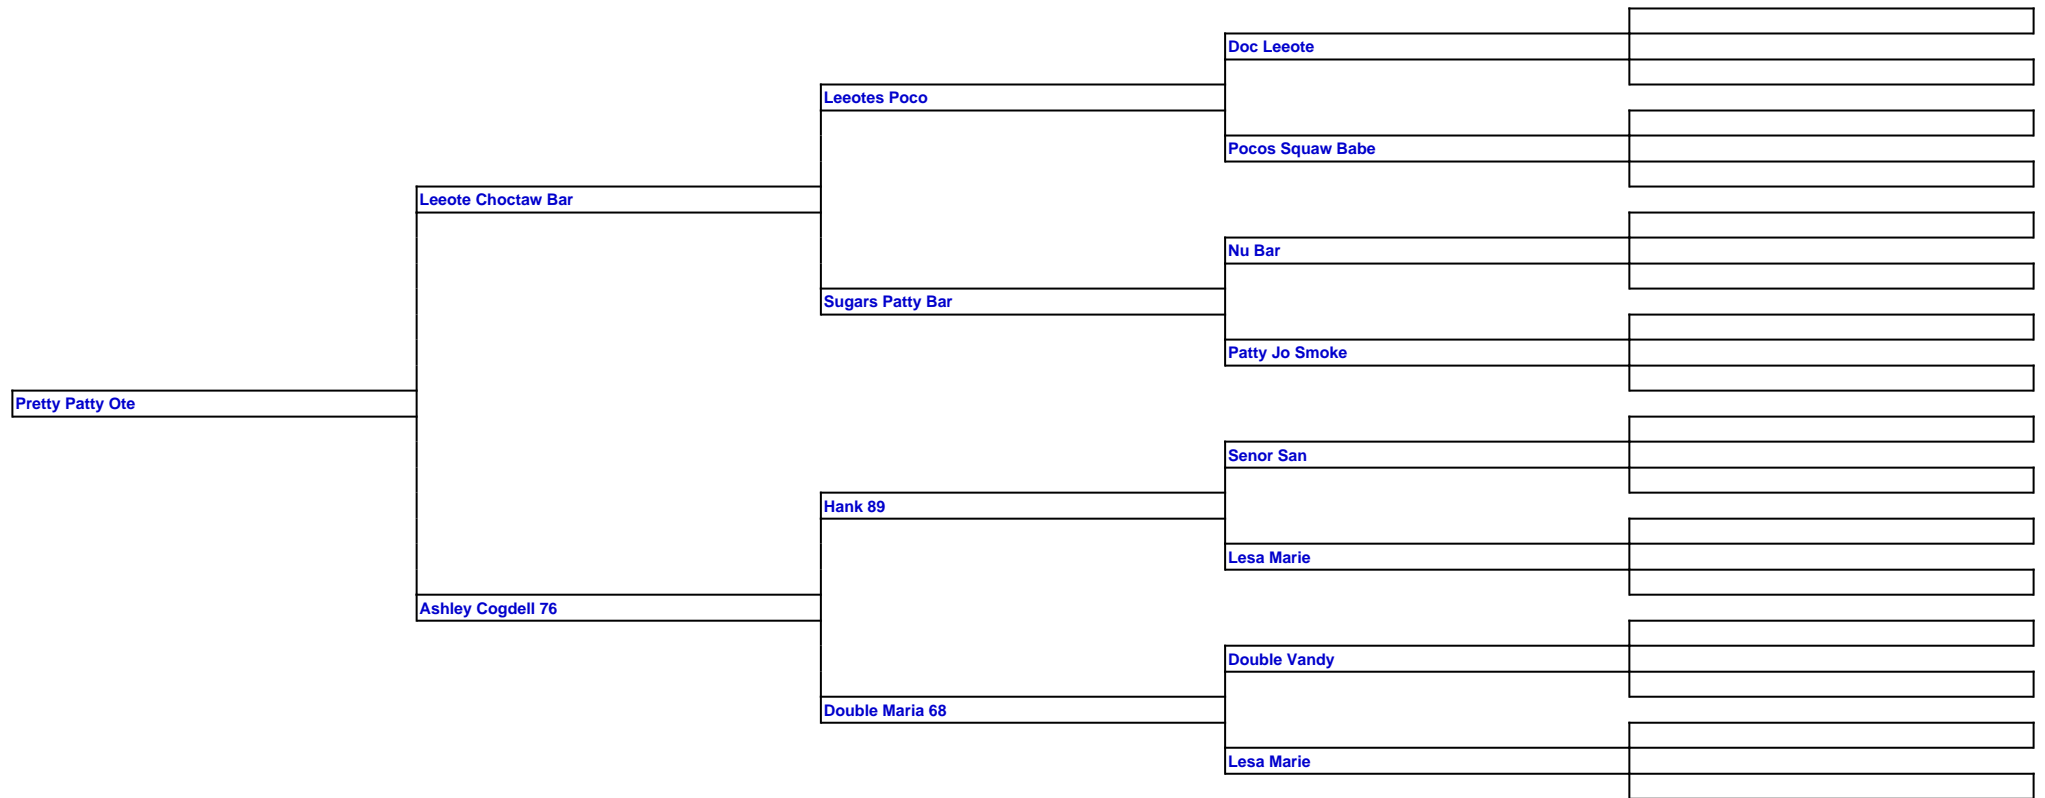 Doc Leeote
Leeotes Poco
Pocos Squaw Babe
Leeote Choctaw Bar
Nu Bar
Sugars Patty Bar
Patty Jo Smoke
Pretty Patty Ote
Senor San
Hank 89
Lesa Marie
Ashley Cogdell 76
Double Vandy
Double Maria 68
Lesa Marie